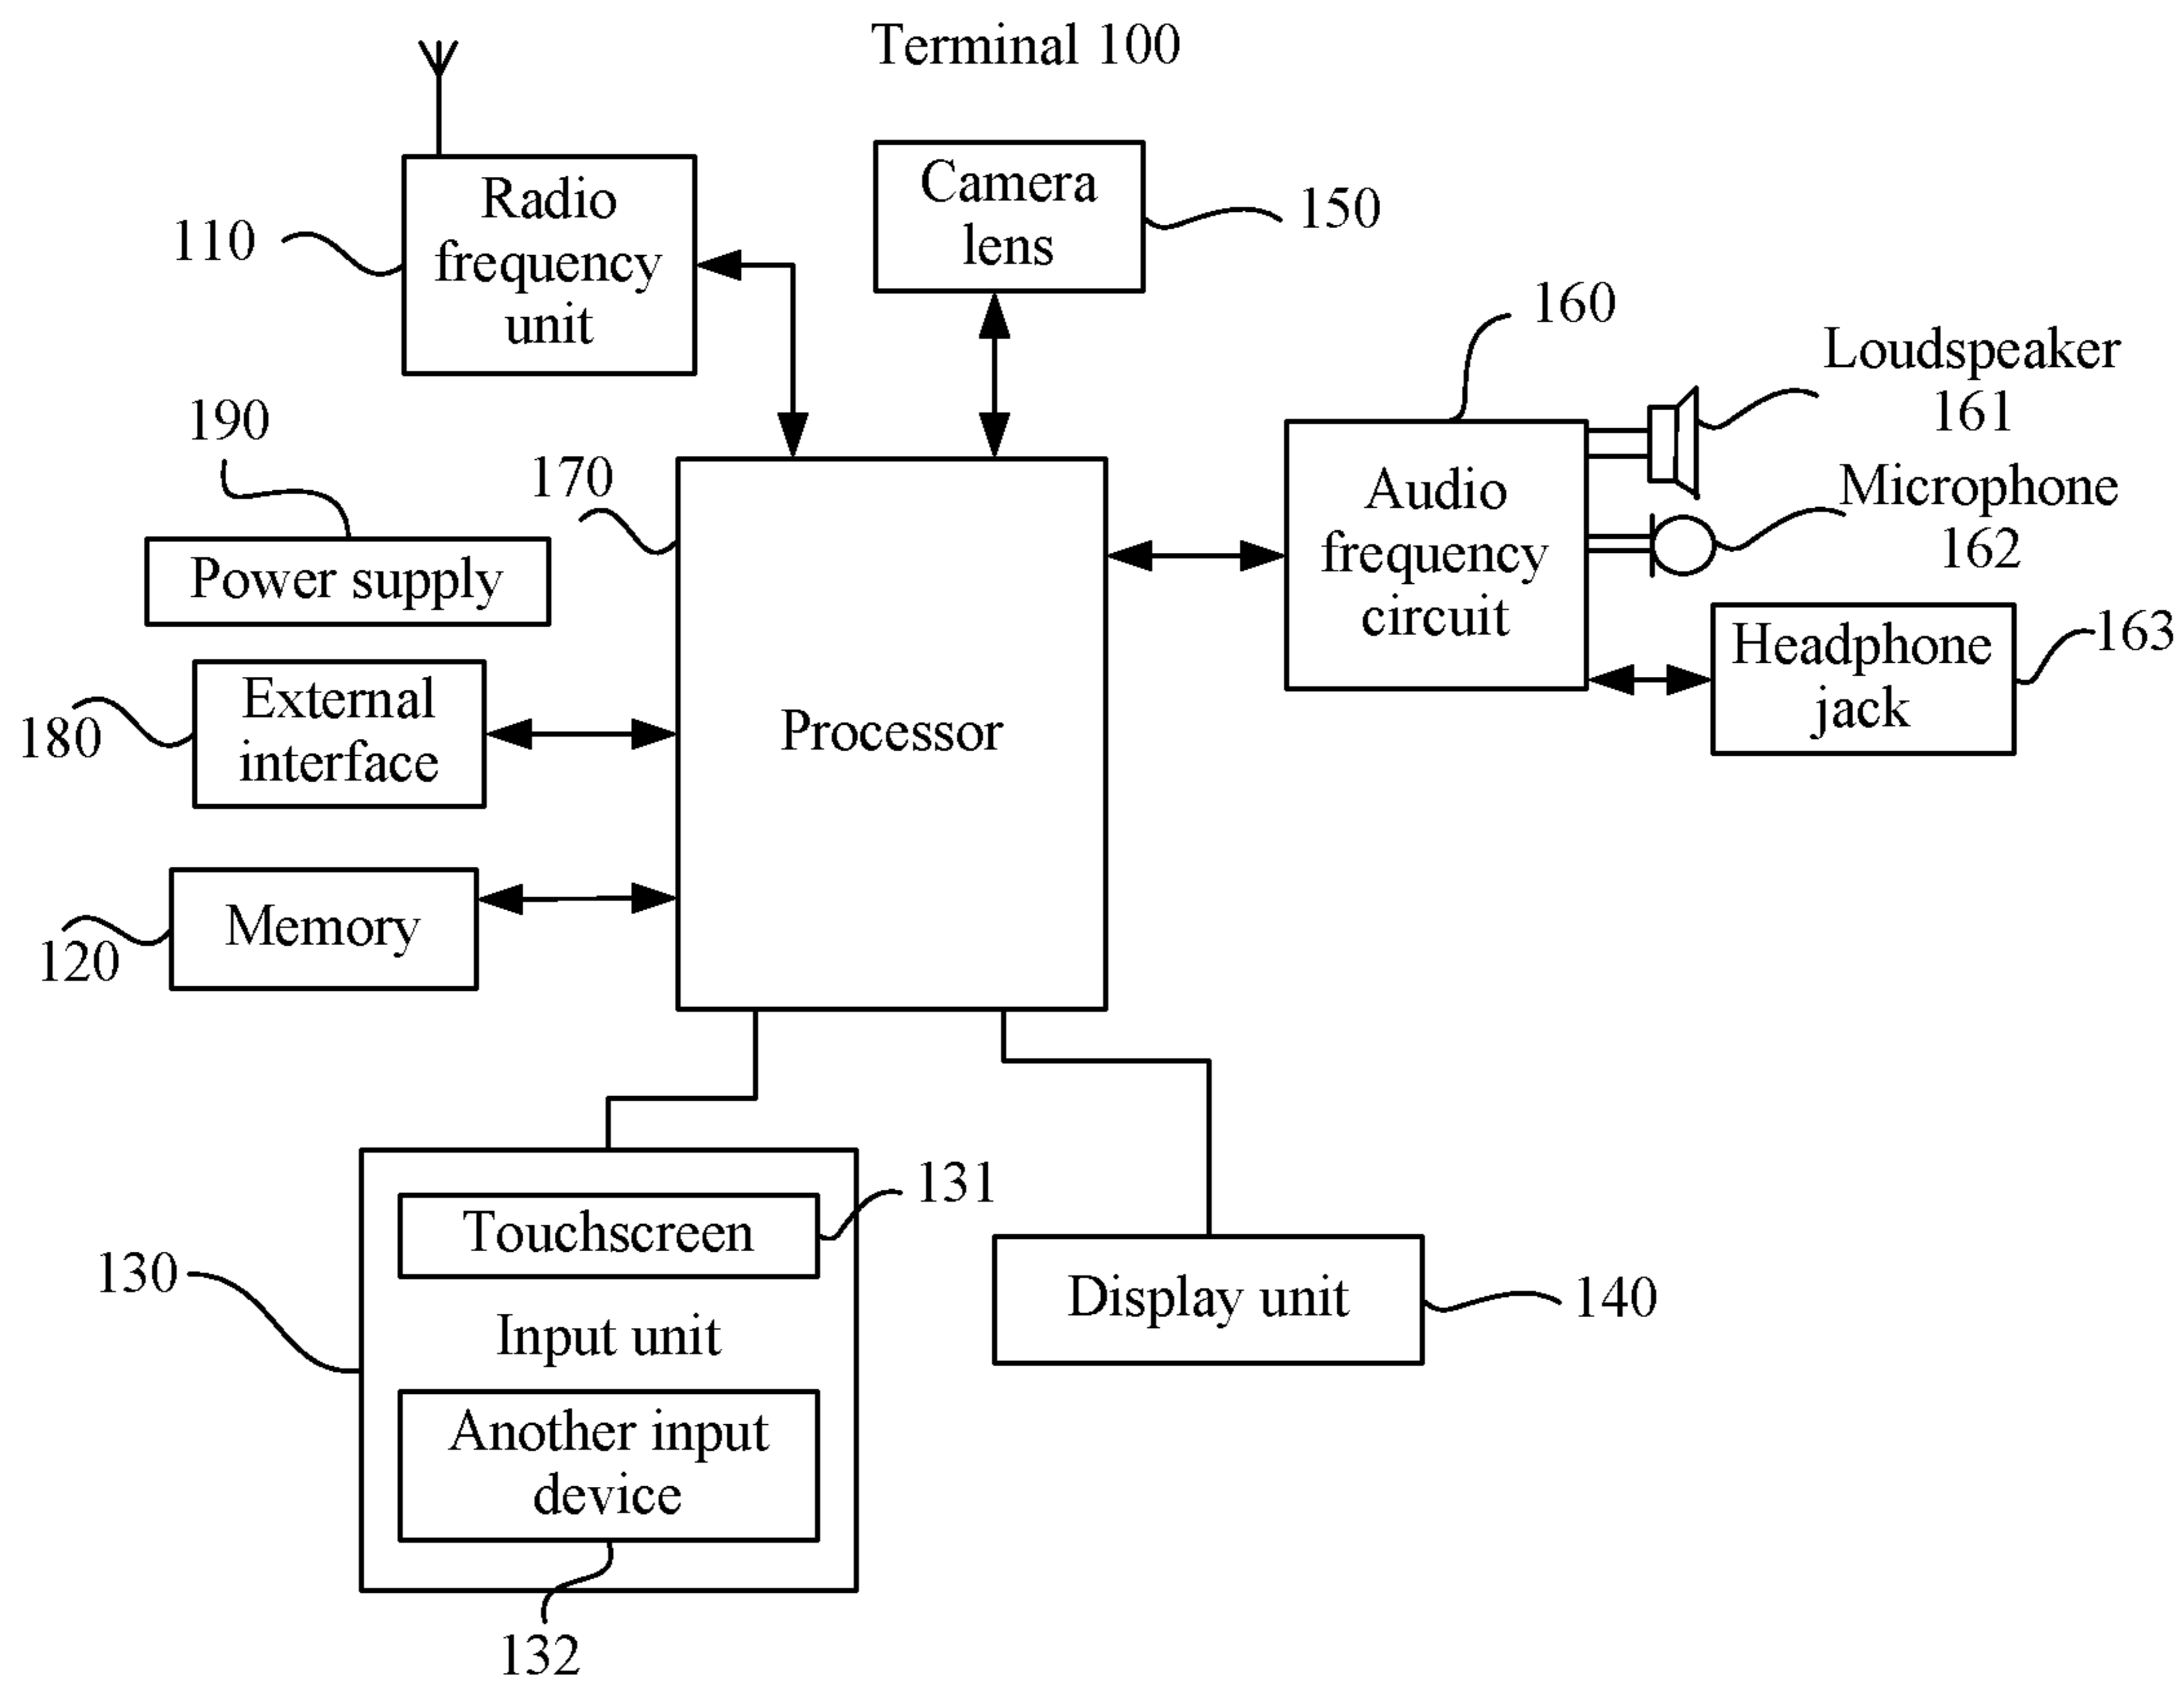 Terminal 100
Radio
frequency
unit
110
Camera
lens
150
160
Loudspeaker
161
190
170
Audio
frequency
circuit
Microphone
162
Power supply
Headphone
jack
163
External
interface
180
Processor
Memory
120
Touchscreen
131
130
Input unit
Display unit
140
Another input
device
132